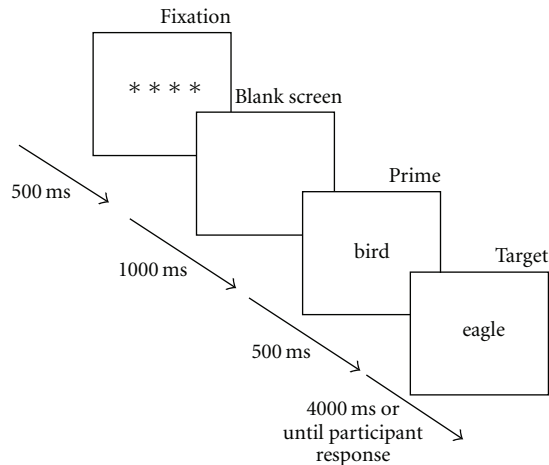 Fixation
* * * *
Blank screen
Prime
bird
Target
eagle
500 ms
1000 ms
500 ms
4000 ms or
until participant
response